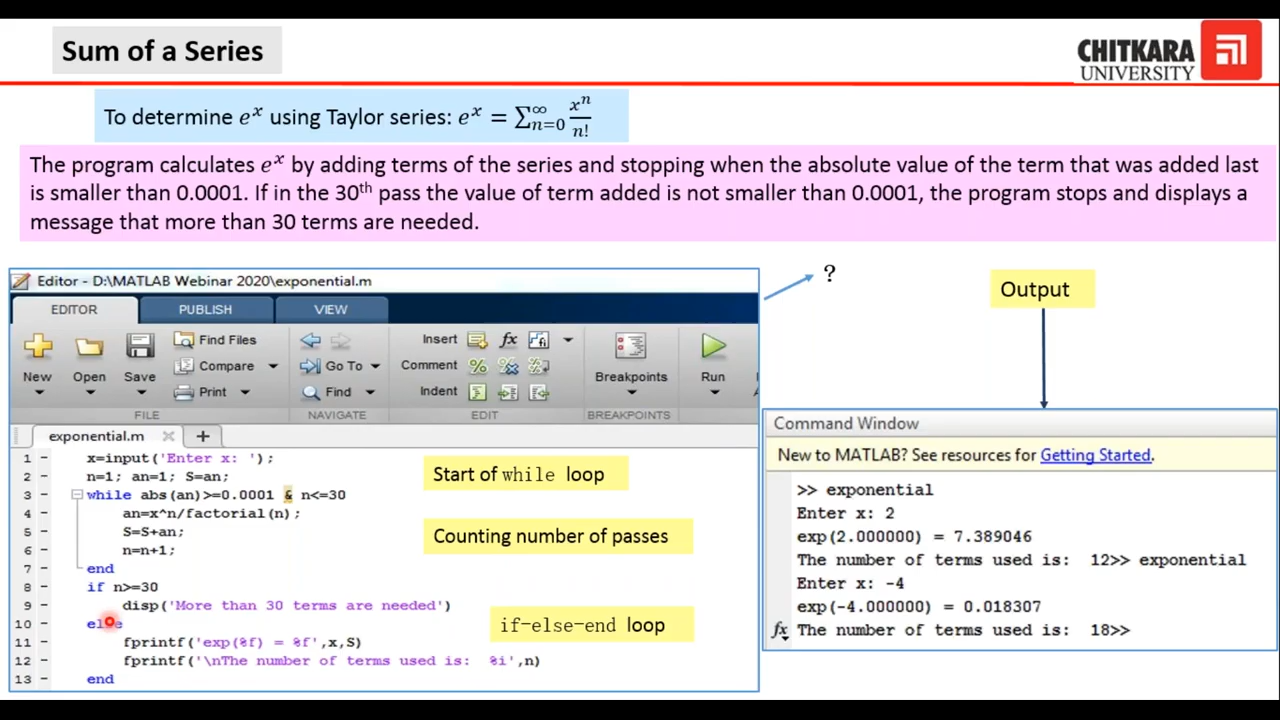 Sum of a Series
CHITKARA
UNIVERSITY
To determine eˣ using Taylor series: eˣ = ∑ₙ₌₀^∞ xⁿ/n!
The program calculates eˣ by adding terms of the series and stopping when the absolute value of the term that was added last
is smaller than 0.0001. If in the 30ᵗʰ pass the value of term added is not smaller than 0.0001, the program stops and displays a
message that more than 30 terms are needed.
Editor - D:\MATLAB Webinar 2020\exponential.m
EDITOR PUBLISH VIEW
New Open Save Find Files Compare Print
Go To Find
Insert fx
Comment %
Indent
Breakpoints Run
FILE NAVIGATE EDIT BREAKPOINTS
exponential.m × +
1 - x=input('Enter x: ');
2 - n=1; an=1; S=an;
3 - while abs(an)>=0.0001 & n<=30
4 - an=x^n/factorial(n);
5 - S=S+an;
6 - n=n+1;
7 - end
8 - if n>=30
9 - disp('More than 30 terms are needed')
10 - else
11 - fprintf('exp(%f) = %f',x,S)
12 - fprintf('\nThe number of terms used is:  %i',n)
13 - end
Start of while loop
Counting number of passes
if-else-end loop
?
Output
Command Window
New to MATLAB? See resources for Getting Started.
>> exponential
Enter x: 2
exp(2.000000) = 7.389046
The number of terms used is:  12>> exponential
Enter x: -4
exp(-4.000000) = 0.018307
fx The number of terms used is:  18>>